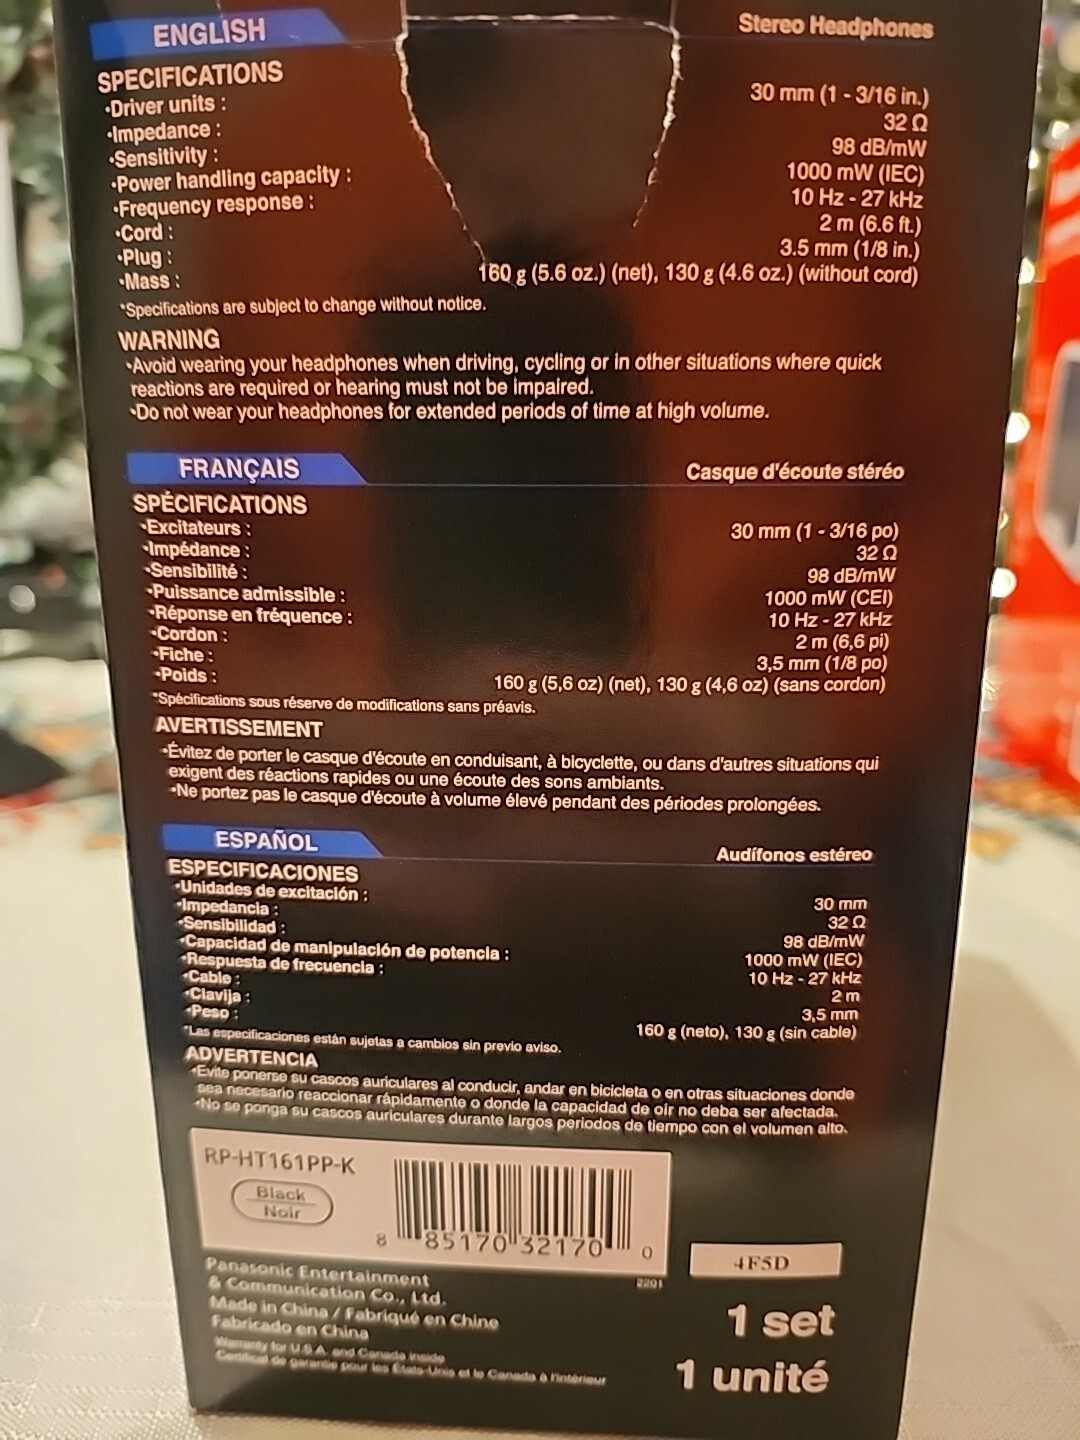 ENGLISH Stereo Headphones
SPECIFICATIONS
•Driver units : 30 mm (1 - 3/16 in.)
•Impedance : 32 Ω
•Sensitivity : 98 dB/mW
•Power handling capacity : 1000 mW (IEC)
•Frequency response : 10 Hz - 27 kHz
•Cord : 2 m (6.6 ft.)
•Plug : 3.5 mm (1/8 in.)
•Mass : 160 g (5.6 oz.) (net), 130 g (4.6 oz.) (without cord)
*Specifications are subject to change without notice.
WARNING
•Avoid wearing your headphones when driving, cycling or in other situations where quick
reactions are required or hearing must not be impaired.
•Do not wear your headphones for extended periods of time at high volume.
FRANÇAIS Casque d'écoute stéréo
SPÉCIFICATIONS
•Excitateurs : 30 mm (1 - 3/16 po)
•Impédance : 32 Ω
•Sensibilité : 98 dB/mW
•Puissance admissible : 1000 mW (CEI)
•Réponse en fréquence : 10 Hz - 27 kHz
•Cordon : 2 m (6,6 pi)
•Fiche : 3,5 mm (1/8 po)
•Poids : 160 g (5,6 oz) (net), 130 g (4,6 oz) (sans cordon)
*Spécifications sous réserve de modifications sans préavis.
AVERTISSEMENT
•Évitez de porter le casque d'écoute en conduisant, à bicyclette, ou dans d'autres situations qui
exigent des réactions rapides ou une écoute des sons ambiants.
•Ne portez pas le casque d'écoute à volume élevé pendant des périodes prolongées.
ESPAÑOL Audífonos estéreo
ESPECIFICACIONES
•Unidades de excitación : 30 mm
•Impedancia : 32 Ω
•Sensibilidad : 98 dB/mW
•Capacidad de manipulación de potencia : 1000 mW (IEC)
•Respuesta de frecuencia : 10 Hz - 27 kHz
•Cable : 2 m
•Clavija : 3,5 mm
•Peso : 160 g (neto), 130 g (sin cable)
*Las especificaciones están sujetas a cambios sin previo aviso.
ADVERTENCIA
•Evite ponerse su cascos auriculares al conducir, andar en bicicleta o en otras situaciones donde
sea necesario reaccionar rápidamente o donde la capacidad de oír no deba ser afectada.
•No se ponga su cascos auriculares durante largos periodos de tiempo con el volumen alto.
RP-HT161PP-K
Black
Noir
8 85170 32170 0
2201
4F5D
Panasonic Entertainment
& Communication Co., Ltd.
Made in China / Fabriqué en Chine
Fabricado en China
Warranty for U.S.A. and Canada inside
Certificat de garantie pour les États-Unis et le Canada à l'intérieur
1 set
1 unité